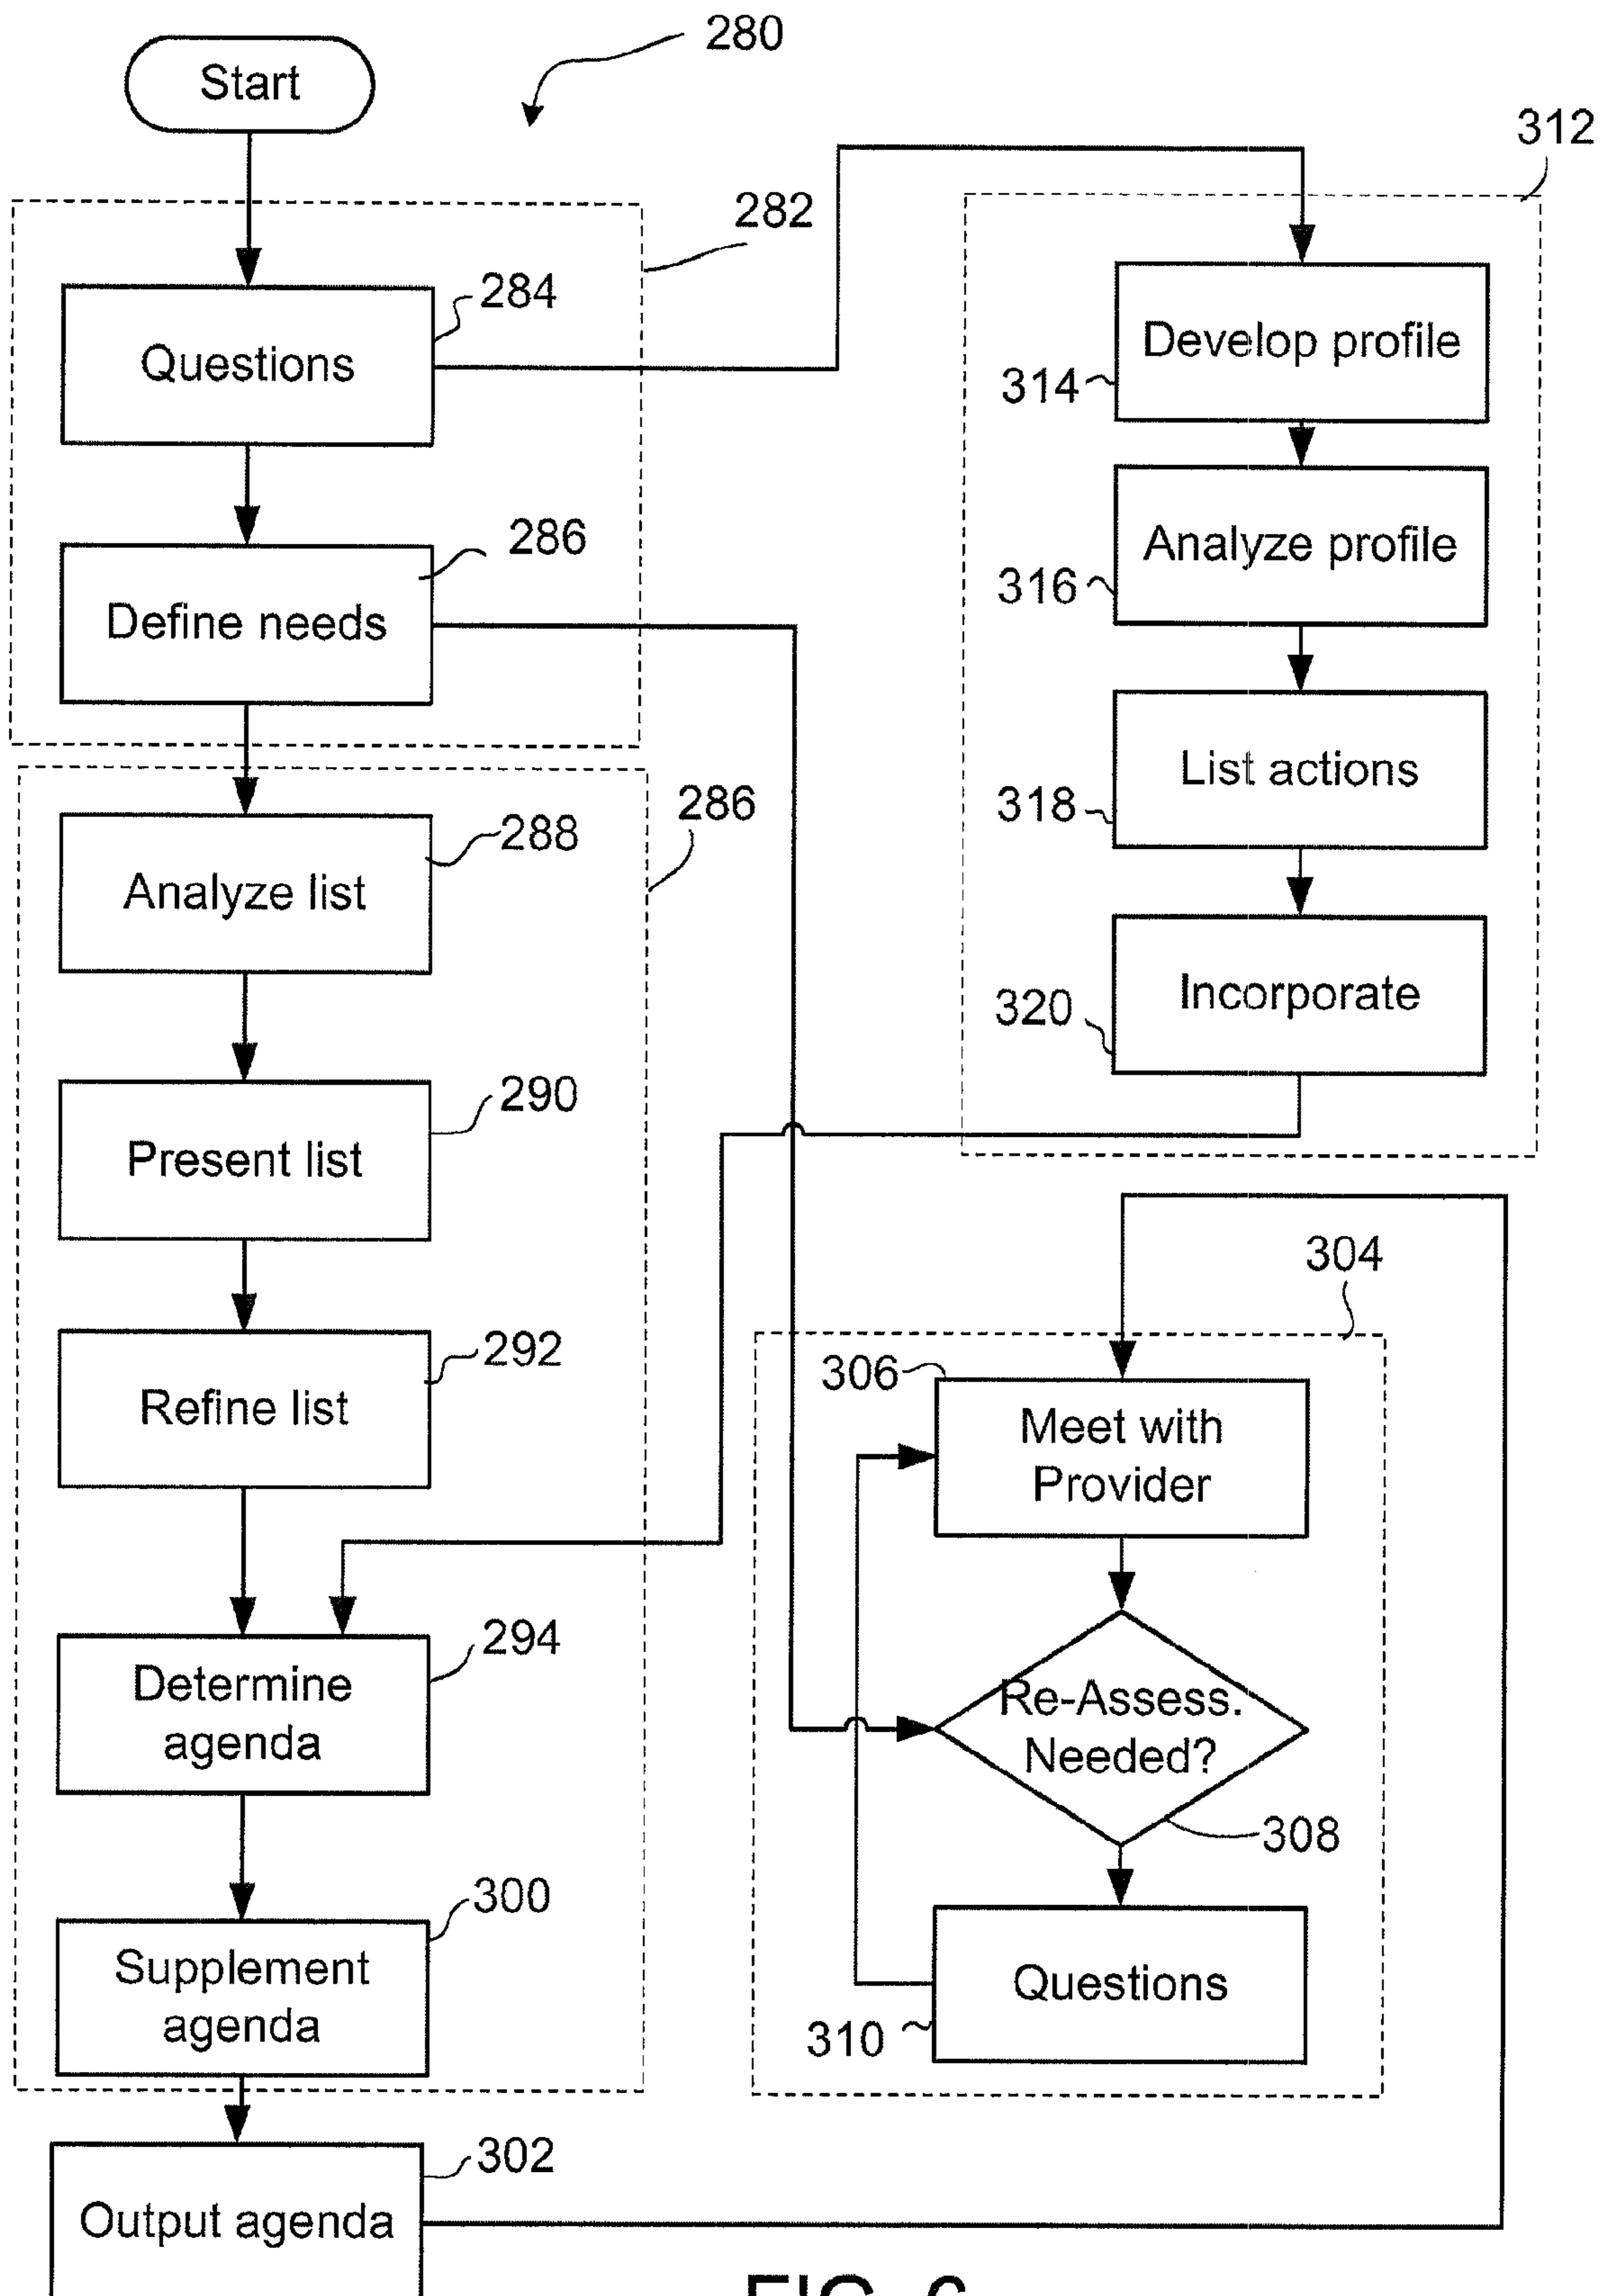 280
Start
312
282
284
Questions
Develop profile
314
286
Define needs
Analyze profile
316
286
288
Analyze list
List actions
318
290
Present list
Incorporate
320
304
292
Refine list
306
Meet with
Provider
294
Determine
agenda
Re-Assess.
Needed?
308
300
Supplement
agenda
Questions
310
302
Output agenda
FIG. 6